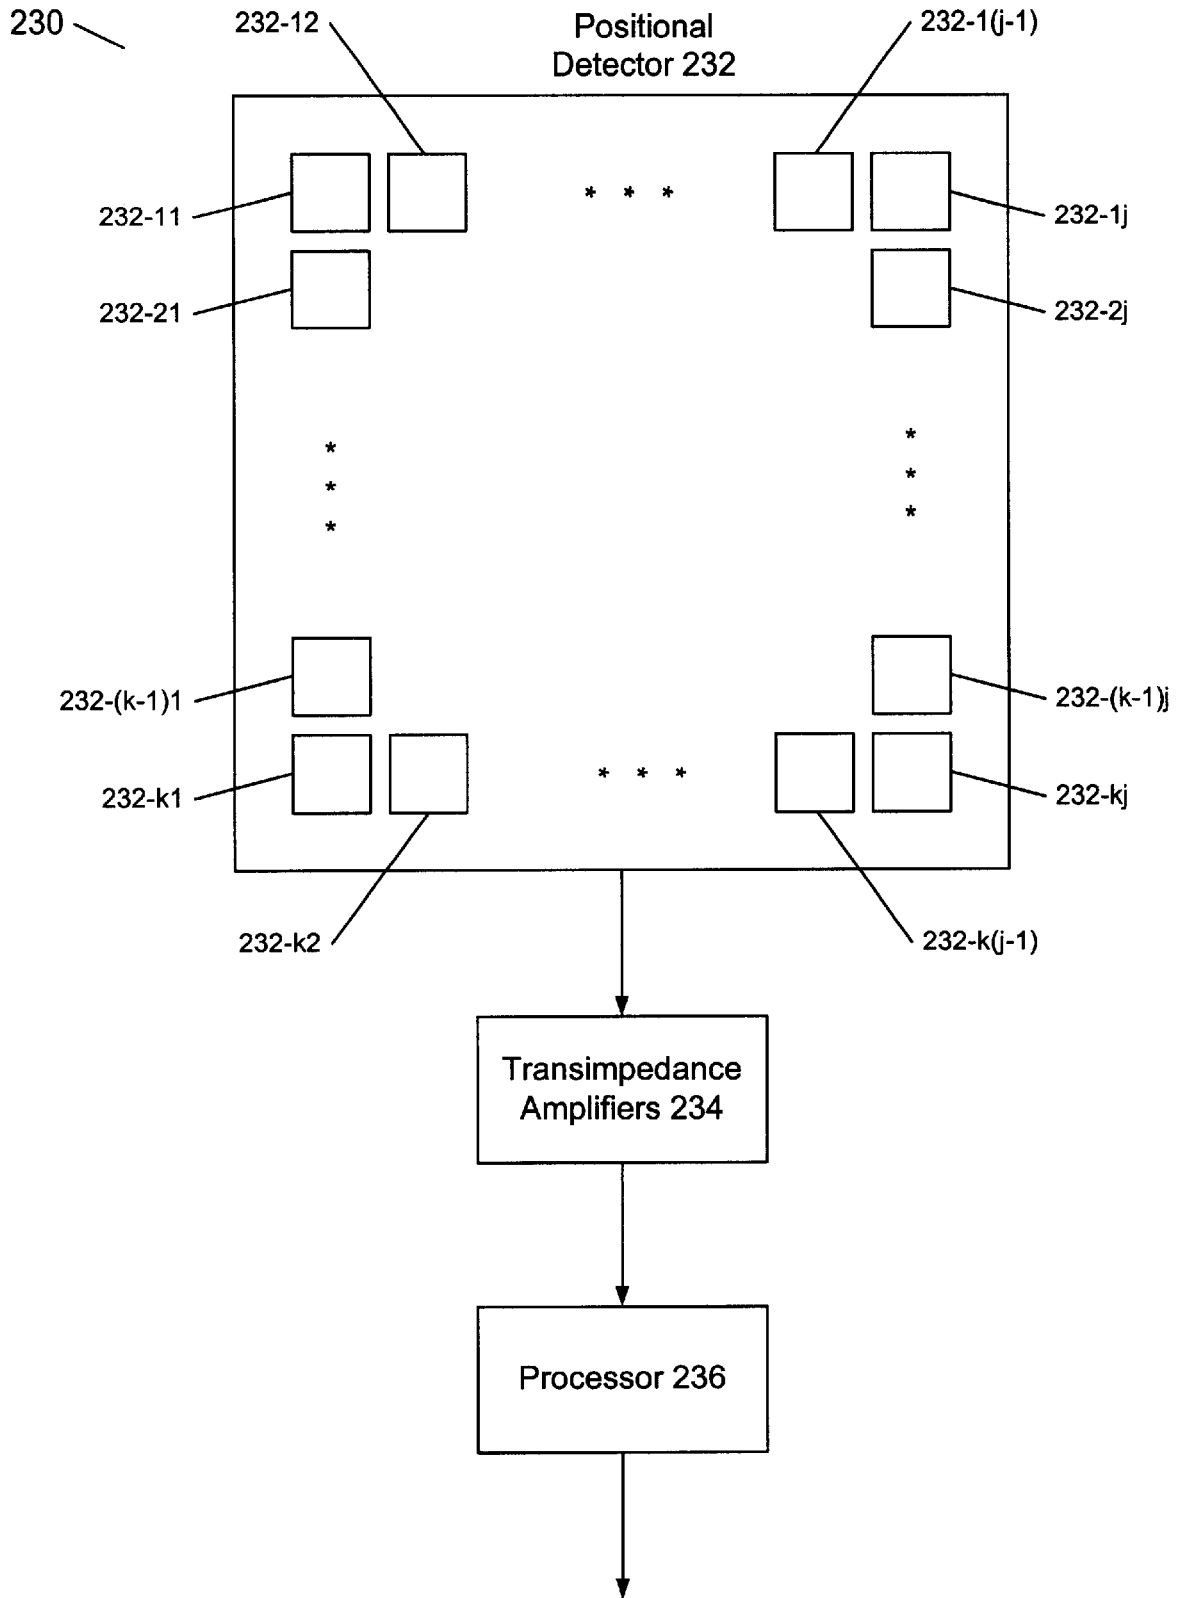 230
232-12
Positional
Detector 232
232-1(j-1)
* * *
232-11
232-1j
232-21
232-2j
*
*
*
*
*
*
232-(k-1)1
232-(k-1)j
232-k1
* * *
232-kj
232-k2
232-k(j-1)
Transimpedance
Amplifiers 234
Processor 236